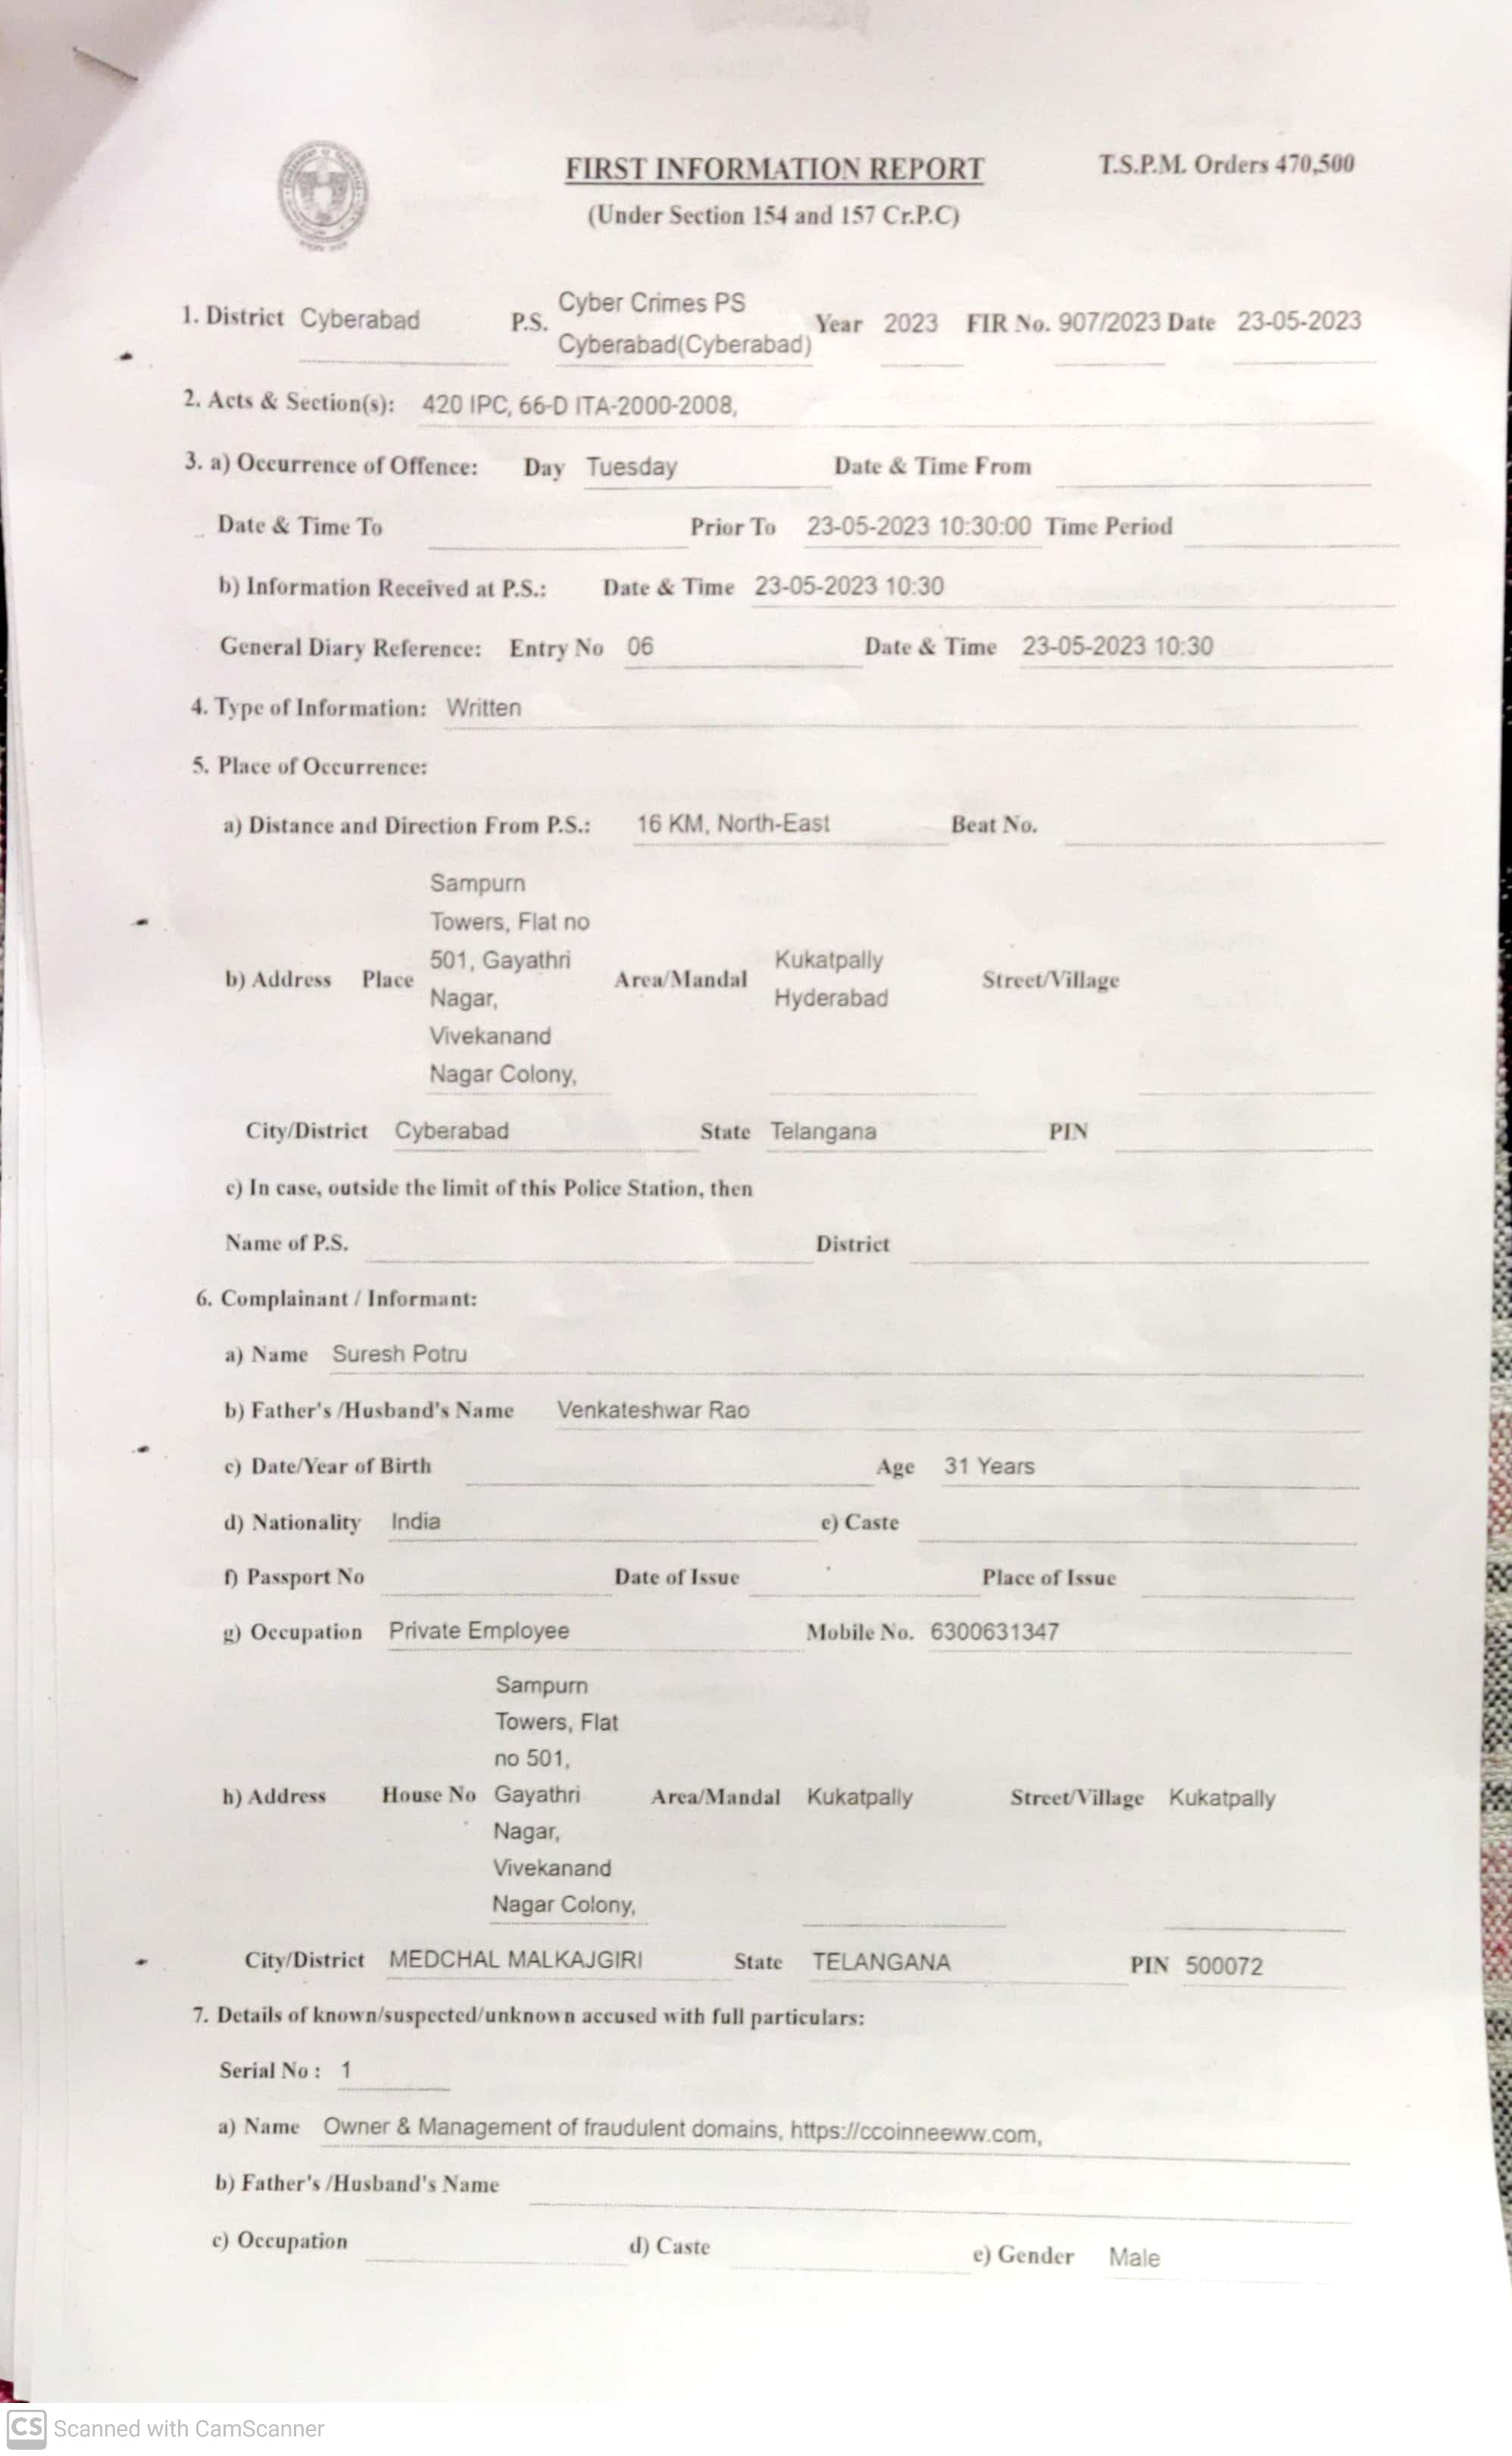 FIRST INFORMATION REPORT
T.S.P.M. Orders 470,500
(Under Section 154 and 157 Cr.P.C)
1. District Cyberabad P.S. Cyber Crimes PS Cyberabad(Cyberabad) Year 2023 FIR No. 907/2023 Date 23-05-2023
2. Acts & Section(s): 420 IPC, 66-D ITA-2000-2008,
3. a) Occurrence of Offence: Day Tuesday Date & Time From
Date & Time To Prior To 23-05-2023 10:30:00 Time Period
b) Information Received at P.S.: Date & Time 23-05-2023 10:30
General Diary Reference: Entry No 06 Date & Time 23-05-2023 10:30
4. Type of Information: Written
5. Place of Occurrence:
a) Distance and Direction From P.S.: 16 KM, North-East Beat No.
b) Address Place
Sampurn
Towers, Flat no
501, Gayathri
Nagar,
Vivekanand
Nagar Colony,
Area/Mandal
Kukatpally
Hyderabad
Street/Village
City/District Cyberabad State Telangana PIN
c) In case, outside the limit of this Police Station, then
Name of P.S. District
6. Complainant / Informant:
a) Name Suresh Potru
b) Father's /Husband's Name Venkateshwar Rao
c) Date/Year of Birth Age 31 Years
d) Nationality India e) Caste
f) Passport No Date of Issue Place of Issue
g) Occupation Private Employee Mobile No. 6300631347
h) Address House No
Sampurn
Towers, Flat
no 501,
Gayathri
Nagar,
Vivekanand
Nagar Colony,
Area/Mandal Kukatpally Street/Village Kukatpally
City/District MEDCHAL MALKAJGIRI State TELANGANA PIN 500072
7. Details of known/suspected/unknown accused with full particulars:
Serial No : 1
a) Name Owner & Management of fraudulent domains, https://ccoinneeww.com,
b) Father's /Husband's Name
c) Occupation d) Caste e) Gender Male
CS Scanned with CamScanner